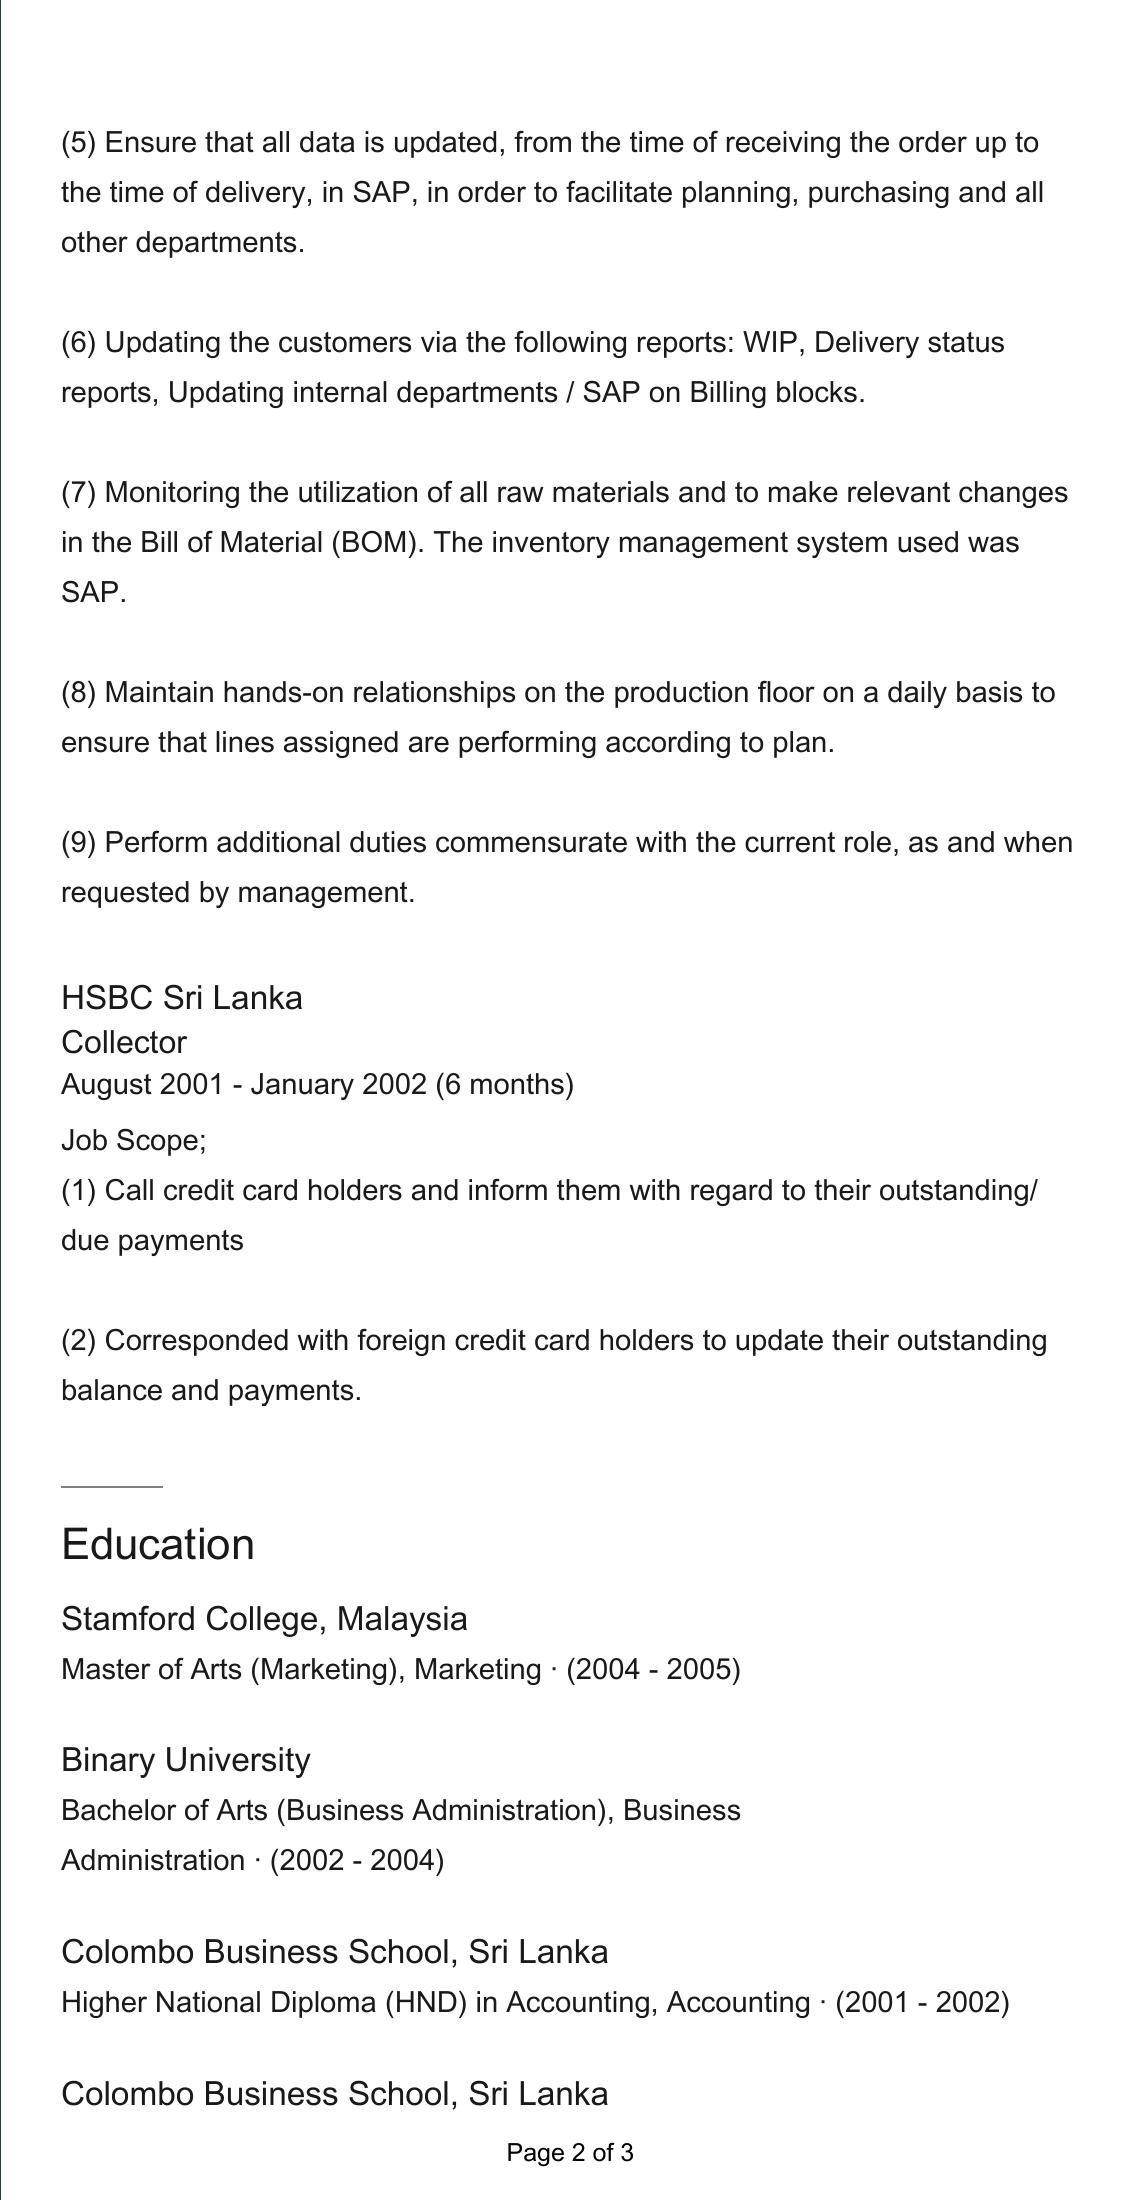 (5) Ensure that all data is updated, from the time of receiving the order up to
the time of delivery, in SAP, in order to facilitate planning, purchasing and all
other departments.
(6) Updating the customers via the following reports: WIP, Delivery status
reports, Updating internal departments / SAP on Billing blocks.
(7) Monitoring the utilization of all raw materials and to make relevant changes
in the Bill of Material (BOM). The inventory management system used was
SAP.
(8) Maintain hands-on relationships on the production floor on a daily basis to
ensure that lines assigned are performing according to plan.
(9) Perform additional duties commensurate with the current role, as and when
requested by management.
HSBC Sri Lanka
Collector
August 2001 - January 2002 (6 months)
Job Scope;
(1) Call credit card holders and inform them with regard to their outstanding/
due payments
(2) Corresponded with foreign credit card holders to update their outstanding
balance and payments.
Education
Stamford College, Malaysia
Master of Arts (Marketing), Marketing · (2004 - 2005)
Binary University
Bachelor of Arts (Business Administration), Business
Administration · (2002 - 2004)
Colombo Business School, Sri Lanka
Higher National Diploma (HND) in Accounting, Accounting · (2001 - 2002)
Colombo Business School, Sri Lanka
Page 2 of 3